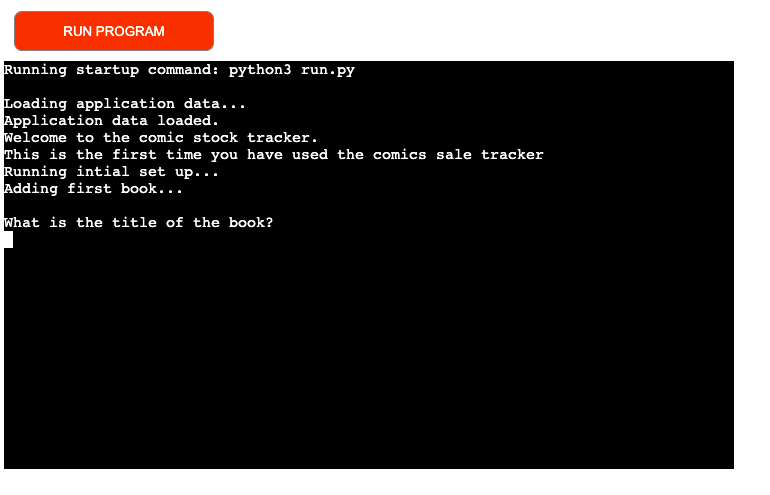 RUN PROGRAM
Running startup command: python3 run.py
Loading application data...
Application data loaded.
Welcome to the comic stock tracker.
This is the first time you have used the comics sale tracker
Running intial set up...
Adding first book...
What is the title of the book?